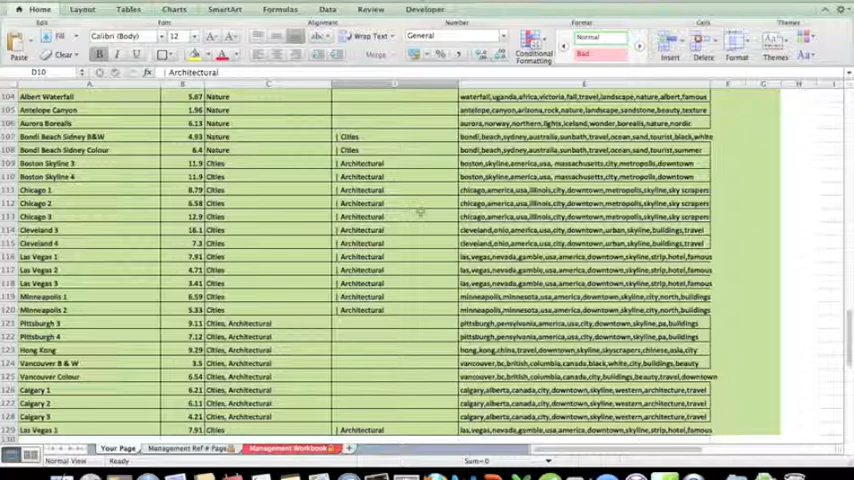 Home Layout Tables Charts SmartArt Formulas Data Review Developer
Font Alignment Number Format Cells Themes
Fill Calibri (Body) 12 abc Wrap Text General Normal
Paste Clear B I U A Merge % , Conditional Formatting Bad Insert Delete Format Themes Aa
D10 fx | Architectural
A B C D E F G H I
104 Albert Waterfall 5.67 Nature waterfall,uganda,africa,victoria,fall,travel,landscape,nature,albert,famous
105 Antelope Canyon 1.96 Nature antelope,canyon,arizona,rock,nature,landscape,sandstone,beauty,texture
106 Aurora Borealis 6.13 Nature aurora,norway,northern,lights,iceland,wonder,borealis,nature,nordic
107 Bondi Beach Sidney B&W 4.93 Nature | Cities bondi,beach,sydney,australia,sunbath,travel,ocean,sand,tourist,black,white
108 Bondi Beach Sidney Colour 6.4 Nature | Cities bondi,beach,sydney,australia,sunbath,travel,ocean,sand,tourist,summer
109 Boston Skyline 3 11.9 Cities | Architectural boston,skyline,america,usa, massachusetts,city,metropolis,downtown
110 Boston Skyline 4 11.9 Cities | Architectural boston,skyline,america,usa, massachusetts,city,metropolis,downtown
111 Chicago 1 8.79 Cities | Architectural chicago,america,usa,illinois,city,downtown,metropolis,skyline,sky scrapers
112 Chicago 2 6.58 Cities | Architectural chicago,america,usa,illinois,city,downtown,metropolis,skyline,sky scrapers
113 Chicago 3 12.9 Cities | Architectural chicago,america,usa,illinois,city,downtown,metropolis,skyline,sky scrapers
114 Cleveld 3 16.1 Cities | Architectural cleveland,ohio,america,usa,downtown,urban,skyline,buildings,travel
115 Cleveld 4 7.3 Cities | Architectural cleveland,ohio,america,usa,downtown,urban,skyline,buildings,travel
116 Las Vegas 1 7.91 Cities | Architectural las,vegas,nevada,gamble,usa,america,downtown,skyline,strip,hotel,famous
117 Las Vegas 2 4.71 Cities | Architectural las,vegas,nevada,gamble,usa,america,downtown,skyline,strip,hotel,famous
118 Las Vegas 3 3.41 Cities | Architectural las,vegas,nevada,gamble,usa,america,downtown,skyline,strip,hotel,famous
119 Minneapolis 1 6.59 Cities | Architectural minneapolis,minnesota,usa,america,downtown,skyline,city,north,buildings
120 Minneapolis 2 5.33 Cities | Architectural minneapolis,minnesota,usa,america,downtown,skyline,city,north,buildings
121 Pittsburgh 3 9.11 Cities, Architectural pittsburgh,pensylvania,america,usa,city,downtown,skyline,pa,buildings
122 Pittsburgh 4 7.12 Cities, Architectural pittsburgh,pensylvania,america,usa,city,downtown,skyline,pa,buildings
123 Hong Kong 9.29 Cities, Architectural hong,kong,china,travel,downtown,skyline,skyscrapers,chinese,asia,city
124 Vancouver B & W 3.5 Cities, Architectural vancouver,bc,british,columbia,canada,black,white,city,buildings,beauty
125 Vancouver Colour 6.54 Cities, Architectural vancouver,bc,british,columbia,canada,city,buildings,beauty,travel,downtown
126 Calgary 1 6.21 Cities, Architectural calgary,alberta,canada,city,downtown,skyline,western,architecture,travel
127 Calgary 2 6.11 Cities, Architectural calgary,alberta,canada,city,downtown,skyline,western,architecture,travel
128 Calgary 3 4.21 Cities, Architectural calgary,alberta,canada,city,downtown,skyline,western,architecture,travel
129 Las Vegas 1 7.91 Cities | Architectural las,vegas,nevada,gamble,usa,america,downtown,skyline,strip,hotel,famous
130
Your Page Management Ref # Page Management Workbook +
Normal View Ready Sum=0